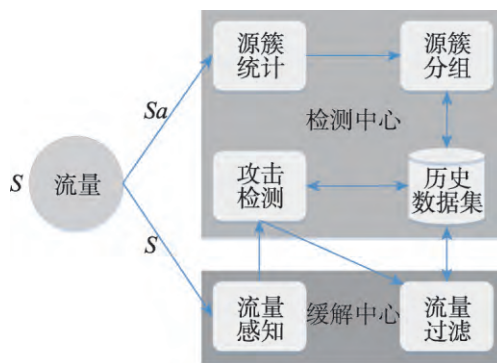 源簇
统计
源簇
分组
Sa
检测中心
S
流量
攻击
检测
历史
数据集
S
流量
感知
缓解中心
流量
过滤